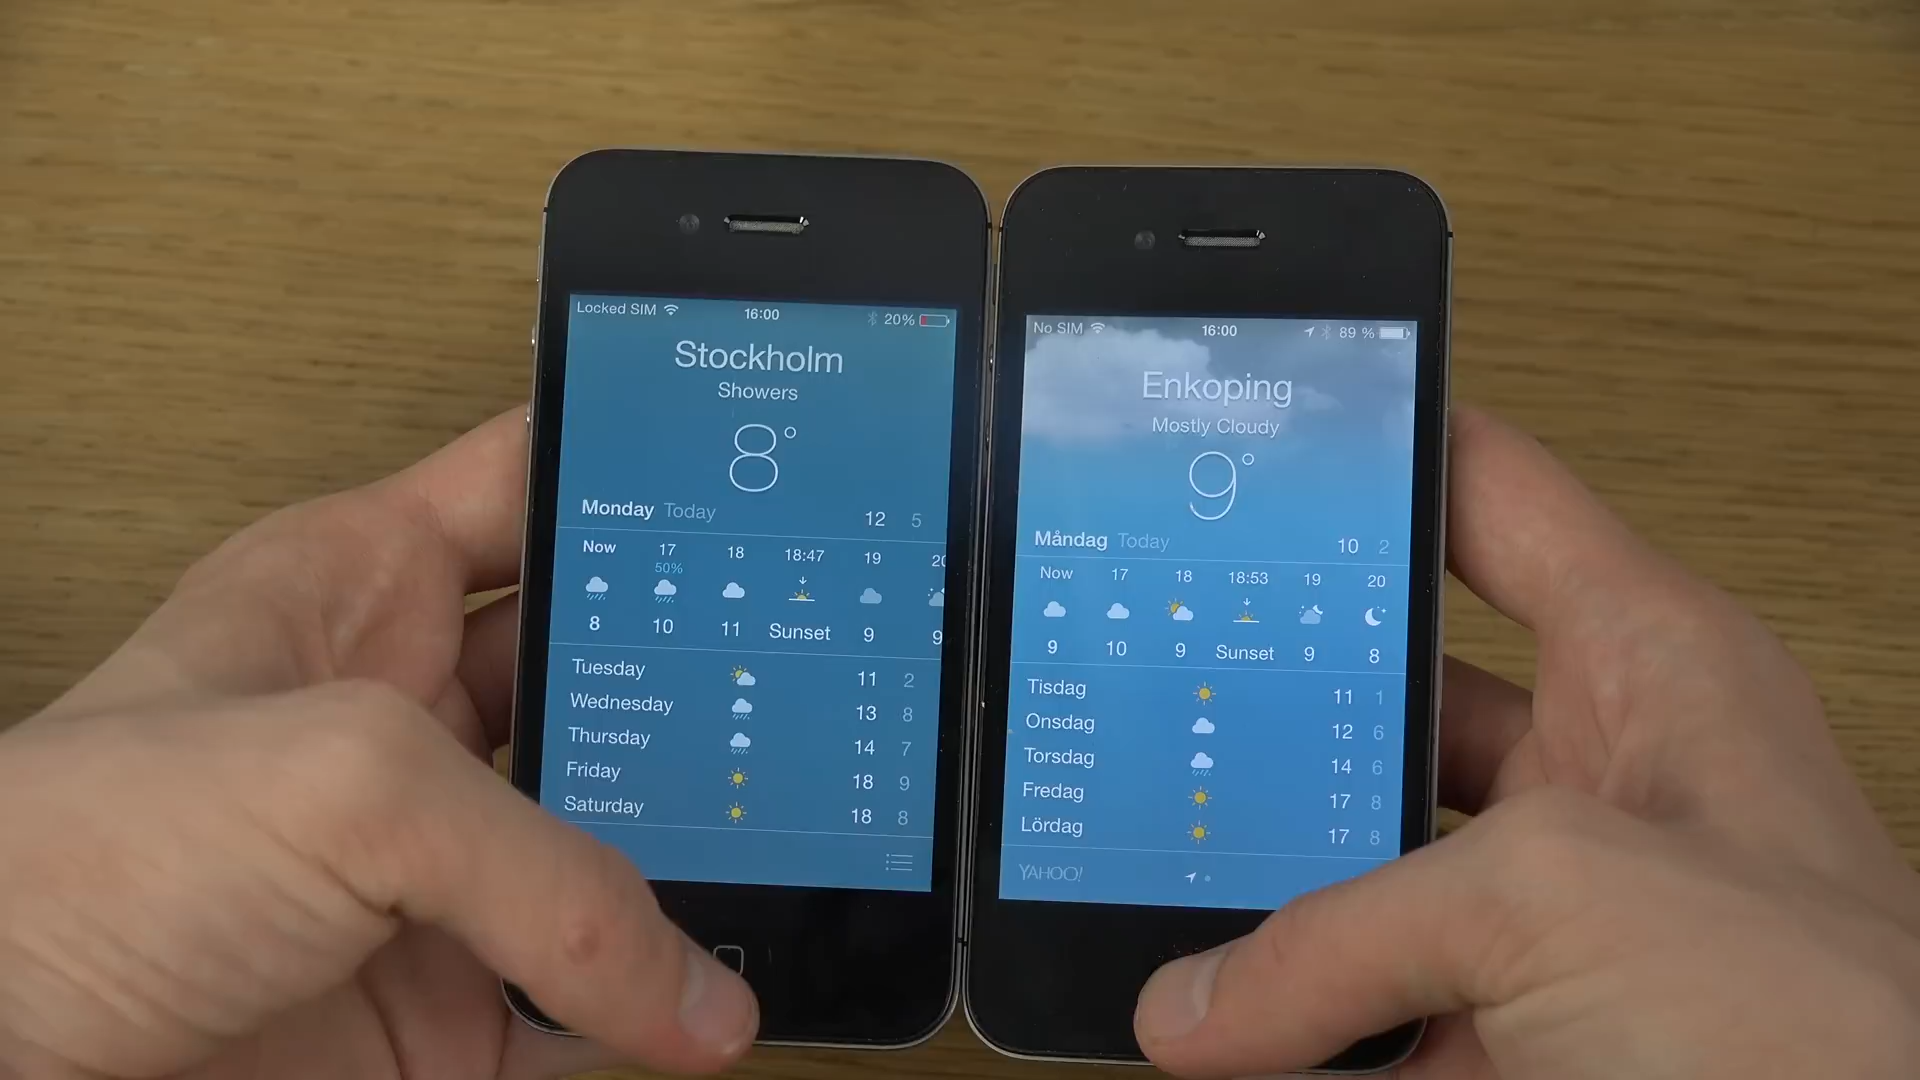 Locked SIM 16:00 20%
Stockholm
Showers
8°
Monday Today 12 5
Now 17 18 18:47 19 20
50%
8 10 11 Sunset 9 9
Tuesday 11 2
Wednesday 13 8
Thursday 14 7
Friday 18 9
Saturday 18 8
No SIM 16:00 89 %
Enkoping
Mostly Cloudy
9°
Måndag Today 10 2
Now 17 18 18:53 19 20
9 10 9 Sunset 9 8
Tisdag 11 1
Onsdag 12 6
Torsdag 14 6
Fredag 17 8
Lördag 17 8
YAHOO!